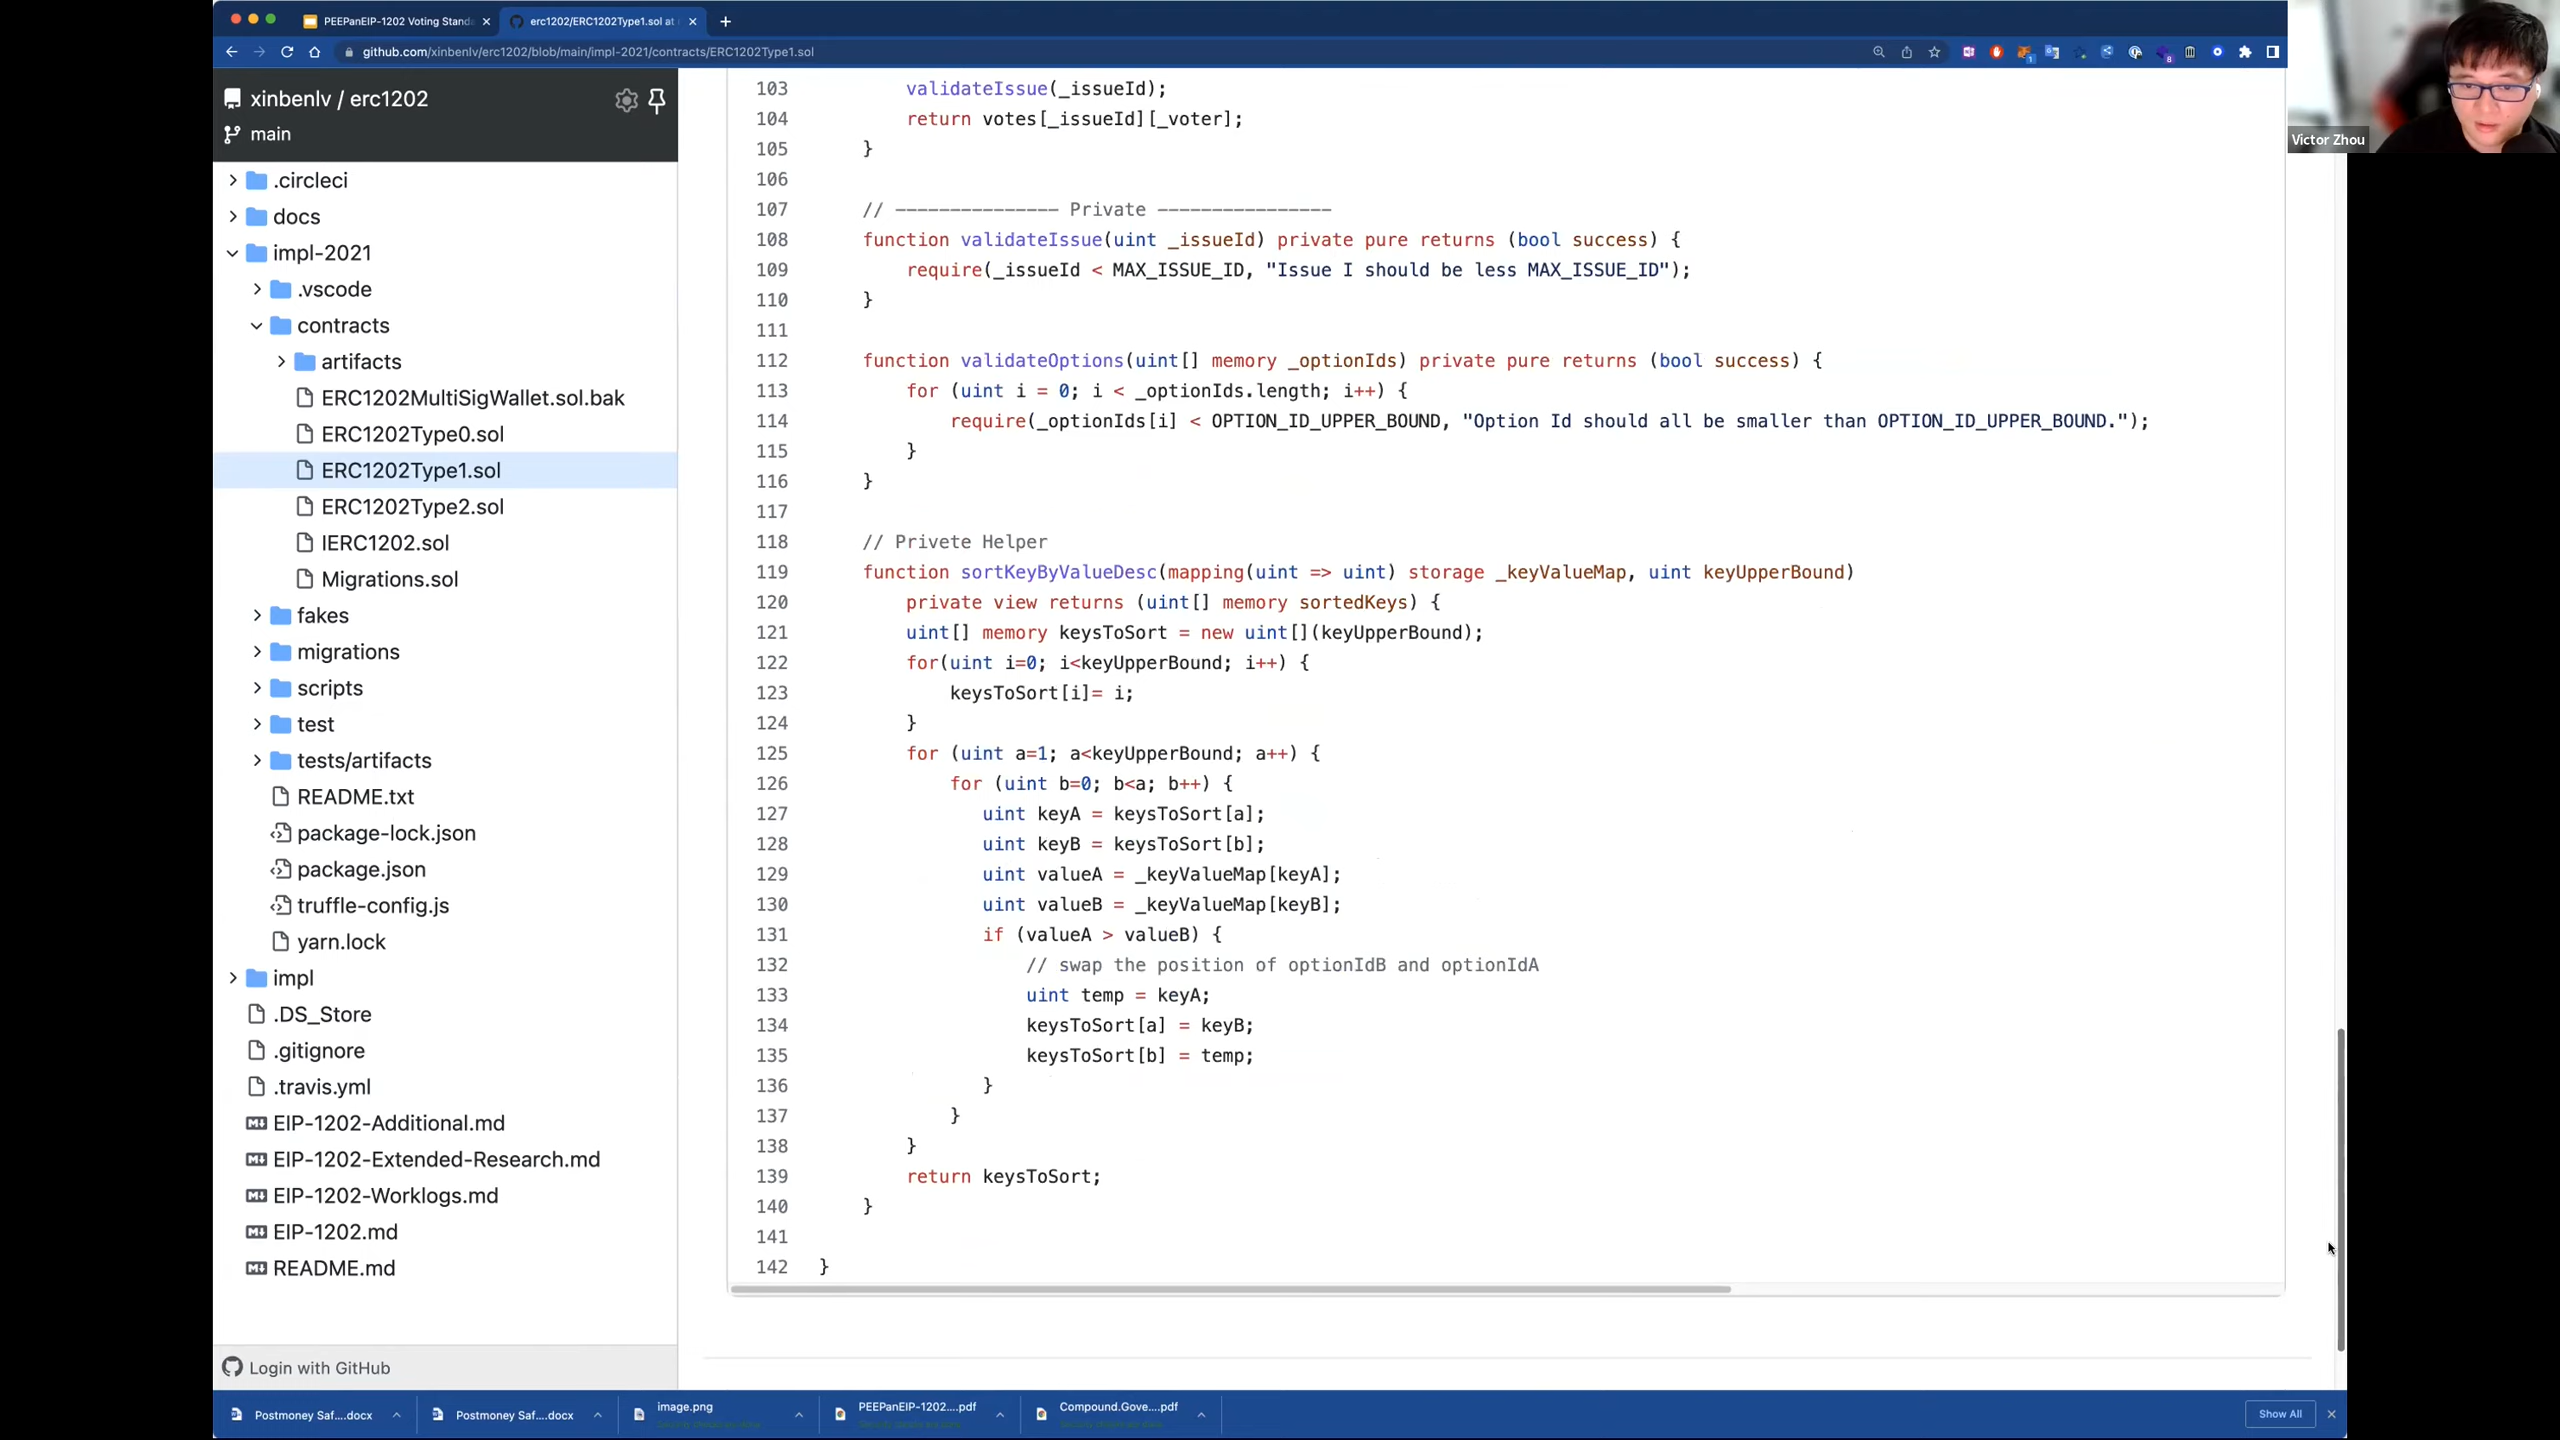 PEEPanEIP-1202 Voting Standa
erc1202/ERC1202Type1.sol at
github.com/xinbenlv/erc1202/blob/main/impl-2021/contracts/ERC1202Type1.sol
Victor Zhou
xinbenlv / erc1202
main
.circleci
docs
impl-2021
.vscode
contracts
artifacts
ERC1202MultiSigWallet.sol.bak
ERC1202Type0.sol
ERC1202Type1.sol
ERC1202Type2.sol
IERC1202.sol
Migrations.sol
fakes
migrations
scripts
test
tests/artifacts
README.txt
package-lock.json
package.json
truffle-config.js
yarn.lock
impl
.DS_Store
.gitignore
.travis.yml
EIP-1202-Additional.md
EIP-1202-Extended-Research.md
EIP-1202-Worklogs.md
EIP-1202.md
README.md
Login with GitHub
103 validateIssue(_issueId);
104 return votes[_issueId][_voter];
105 }
106
107 // --------------- Private ----------------
108 function validateIssue(uint _issueId) private pure returns (bool success) {
109 require(_issueId < MAX_ISSUE_ID, "Issue I should be less MAX_ISSUE_ID");
110 }
111
112 function validateOptions(uint[] memory _optionIds) private pure returns (bool success) {
113 for (uint i = 0; i < _optionIds.length; i++) {
114 require(_optionIds[i] < OPTION_ID_UPPER_BOUND, "Option Id should all be smaller than OPTION_ID_UPPER_BOUND.");
115 }
116 }
117
118 // Privete Helper
119 function sortKeyByValueDesc(mapping(uint => uint) storage _keyValueMap, uint keyUpperBound)
120 private view returns (uint[] memory sortedKeys) {
121 uint[] memory keysToSort = new uint[](keyUpperBound);
122 for(uint i=0; i<keyUpperBound; i++) {
123 keysToSort[i]= i;
124 }
125 for (uint a=1; a<keyUpperBound; a++) {
126 for (uint b=0; b<a; b++) {
127 uint keyA = keysToSort[a];
128 uint keyB = keysToSort[b];
129 uint valueA = _keyValueMap[keyA];
130 uint valueB = _keyValueMap[keyB];
131 if (valueA > valueB) {
132 // swap the position of optionIdB and optionIdA
133 uint temp = keyA;
134 keysToSort[a] = keyB;
135 keysToSort[b] = temp;
136 }
137 }
138 }
139 return keysToSort;
140 }
141
142 }
Postmoney Saf....docx
Postmoney Saf....docx
image.png
PEEPanEIP-1202....pdf
Compound.Gove....pdf
Show All